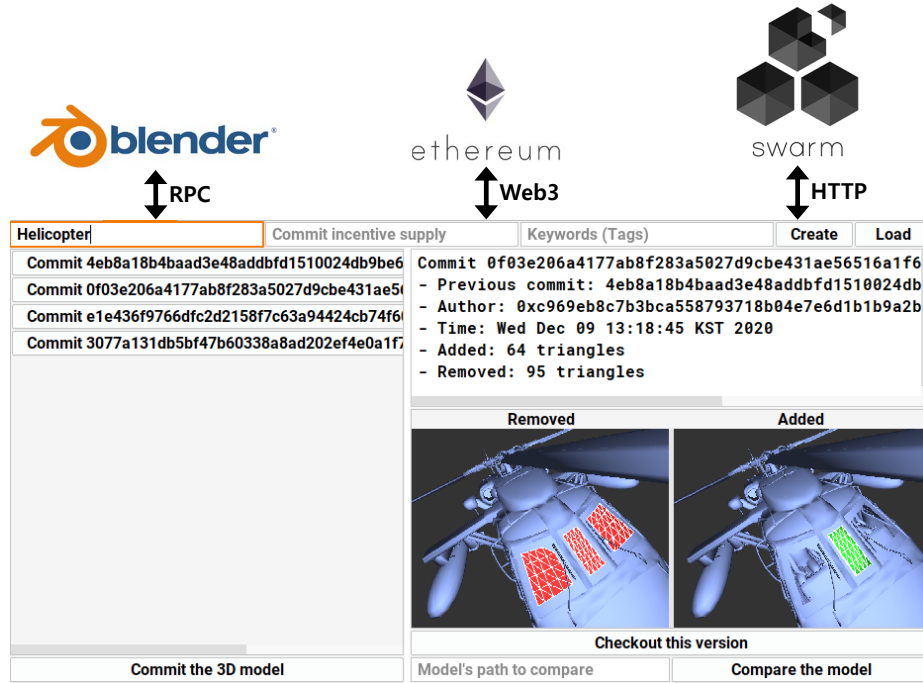 blender®
ethereum
swarm
RPC
Web3
HTTP
Helicopter
Commit incentive supply
Keywords (Tags)
Create
Load
Commit 4eb8a18b4baad3e48addbfd1510024db9be6
Commit 0f03e206a4177ab8f283a5027d9cbe431ae5
Commit e1e436f9766dfc2d2158f7c63a94424cb74f6
Commit 3077a131db5bf47b60338a8ad202ef4e0a1f7
Commit 0f03e206a4177ab8f283a5027d9cbe431ae56516a1f6
- Previous commit: 4eb8a18b4baad3e48addbfd1510024db
- Author: 0xc969eb8c7b3bca558793718b04e7e6d1b1b9a2b
- Time: Wed Dec 09 13:18:45 KST 2020
- Added: 64 triangles
- Removed: 95 triangles
Removed
Added
Checkout this version
Commit the 3D model
Model's path to compare
Compare the model